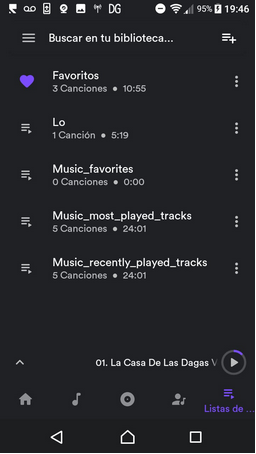 DG 95% 19:46
Buscar en tu biblioteca...
Favoritos
3 Canciones • 10:55
Lo
1 Canción • 5:19
Music_favorites
0 Canciones • 0:00
Music_most_played_tracks
5 Canciones • 24:01
Music_recently_played_tracks
5 Canciones • 24:01
01. La Casa De Las Dagas
Listas de ...